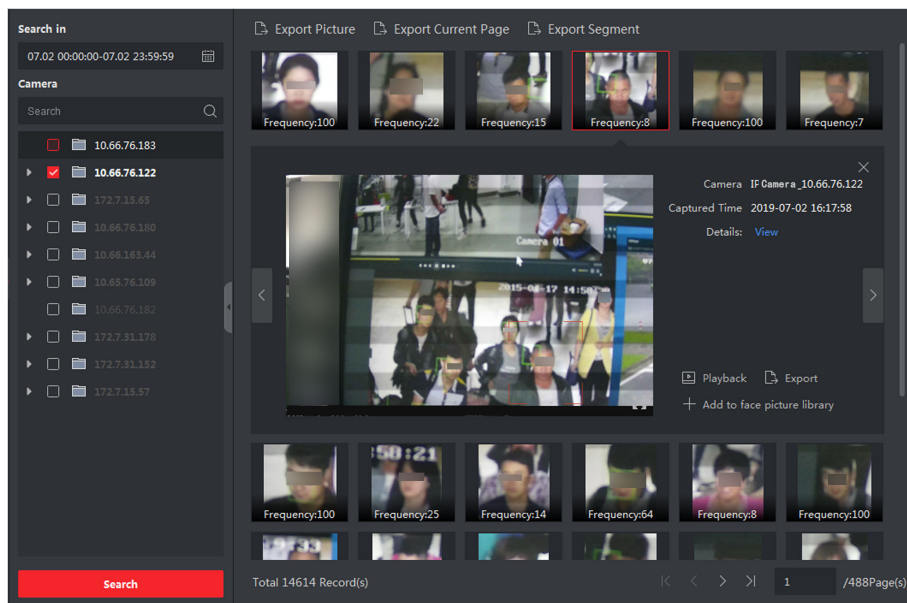 Search in
07.02 00:00:00-07.02 23:59:59
Camera
Search
10.66.76.183
10.66.76.122
172.7.15.65
10.66.76.180
10.66.163.44
10.65.76.109
10.66.76.182
172.7.31.178
172.7.31.152
172.7.15.57
Search
Export Picture Export Current Page Export Segment
Frequency:100 Frequency:22 Frequency:15 Frequency:8 Frequency:100 Frequency:7
Camera IF Camera_10.66.76.122
Captured Time 2019-07-02 16:17:58
Details: View
Camera 01
Playback Export
Add to face picture library
Frequency:100 Frequency:25 Frequency:14 Frequency:64 Frequency:8 Frequency:100
Total 14614 Record(s) 1 /488Page(s)